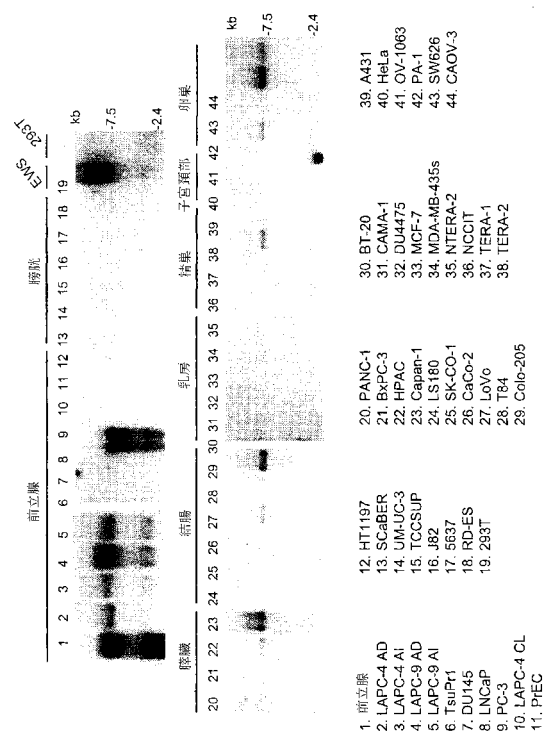 前立腺 膀胱 EWS 293T
1 2 3 4 5 6 7 8 9 10 11 12 13 14 15 16 17 18 19 kb
-7.5
-2.4
膵臓 結腸 乳房 精巣 子宮頚部 卵巣
20 21 22 23 24 25 26 27 28 29 30 31 32 33 34 35 36 37 38 39 40 41 42 43 44 kb
-7.5
-2.4
1. 前立腺
2. LAPC-4 AD
3. LAPC-4 AI
4. LAPC-9 AD
5. LAPC-9 AI
6. TsuPr1
7. DU145
8. LNCaP
9. PC-3
10. LAPC-4 CL
11. PrEC
12. HT1197
13. SCaBER
14. UM-UC-3
15. TCCSUP
16. J82
17. 5637
18. RD-ES
19. 293T
20. PANC-1
21. BxPC-3
22. HPAC
23. Capan-1
24. LS180
25. SK-CO-1
26. CaCo-2
27. LoVo
28. T84
29. Colo-205
30. BT-20
31. CAMA-1
32. DU4475
33. MCF-7
34. MDA-MB-435s
35. NTERA-2
36. NCCIT
37. TERA-1
38. TERA-2
39. A431
40. HeLa
41. OV-1063
42. PA-1
43. SW626
44. CAOV-3